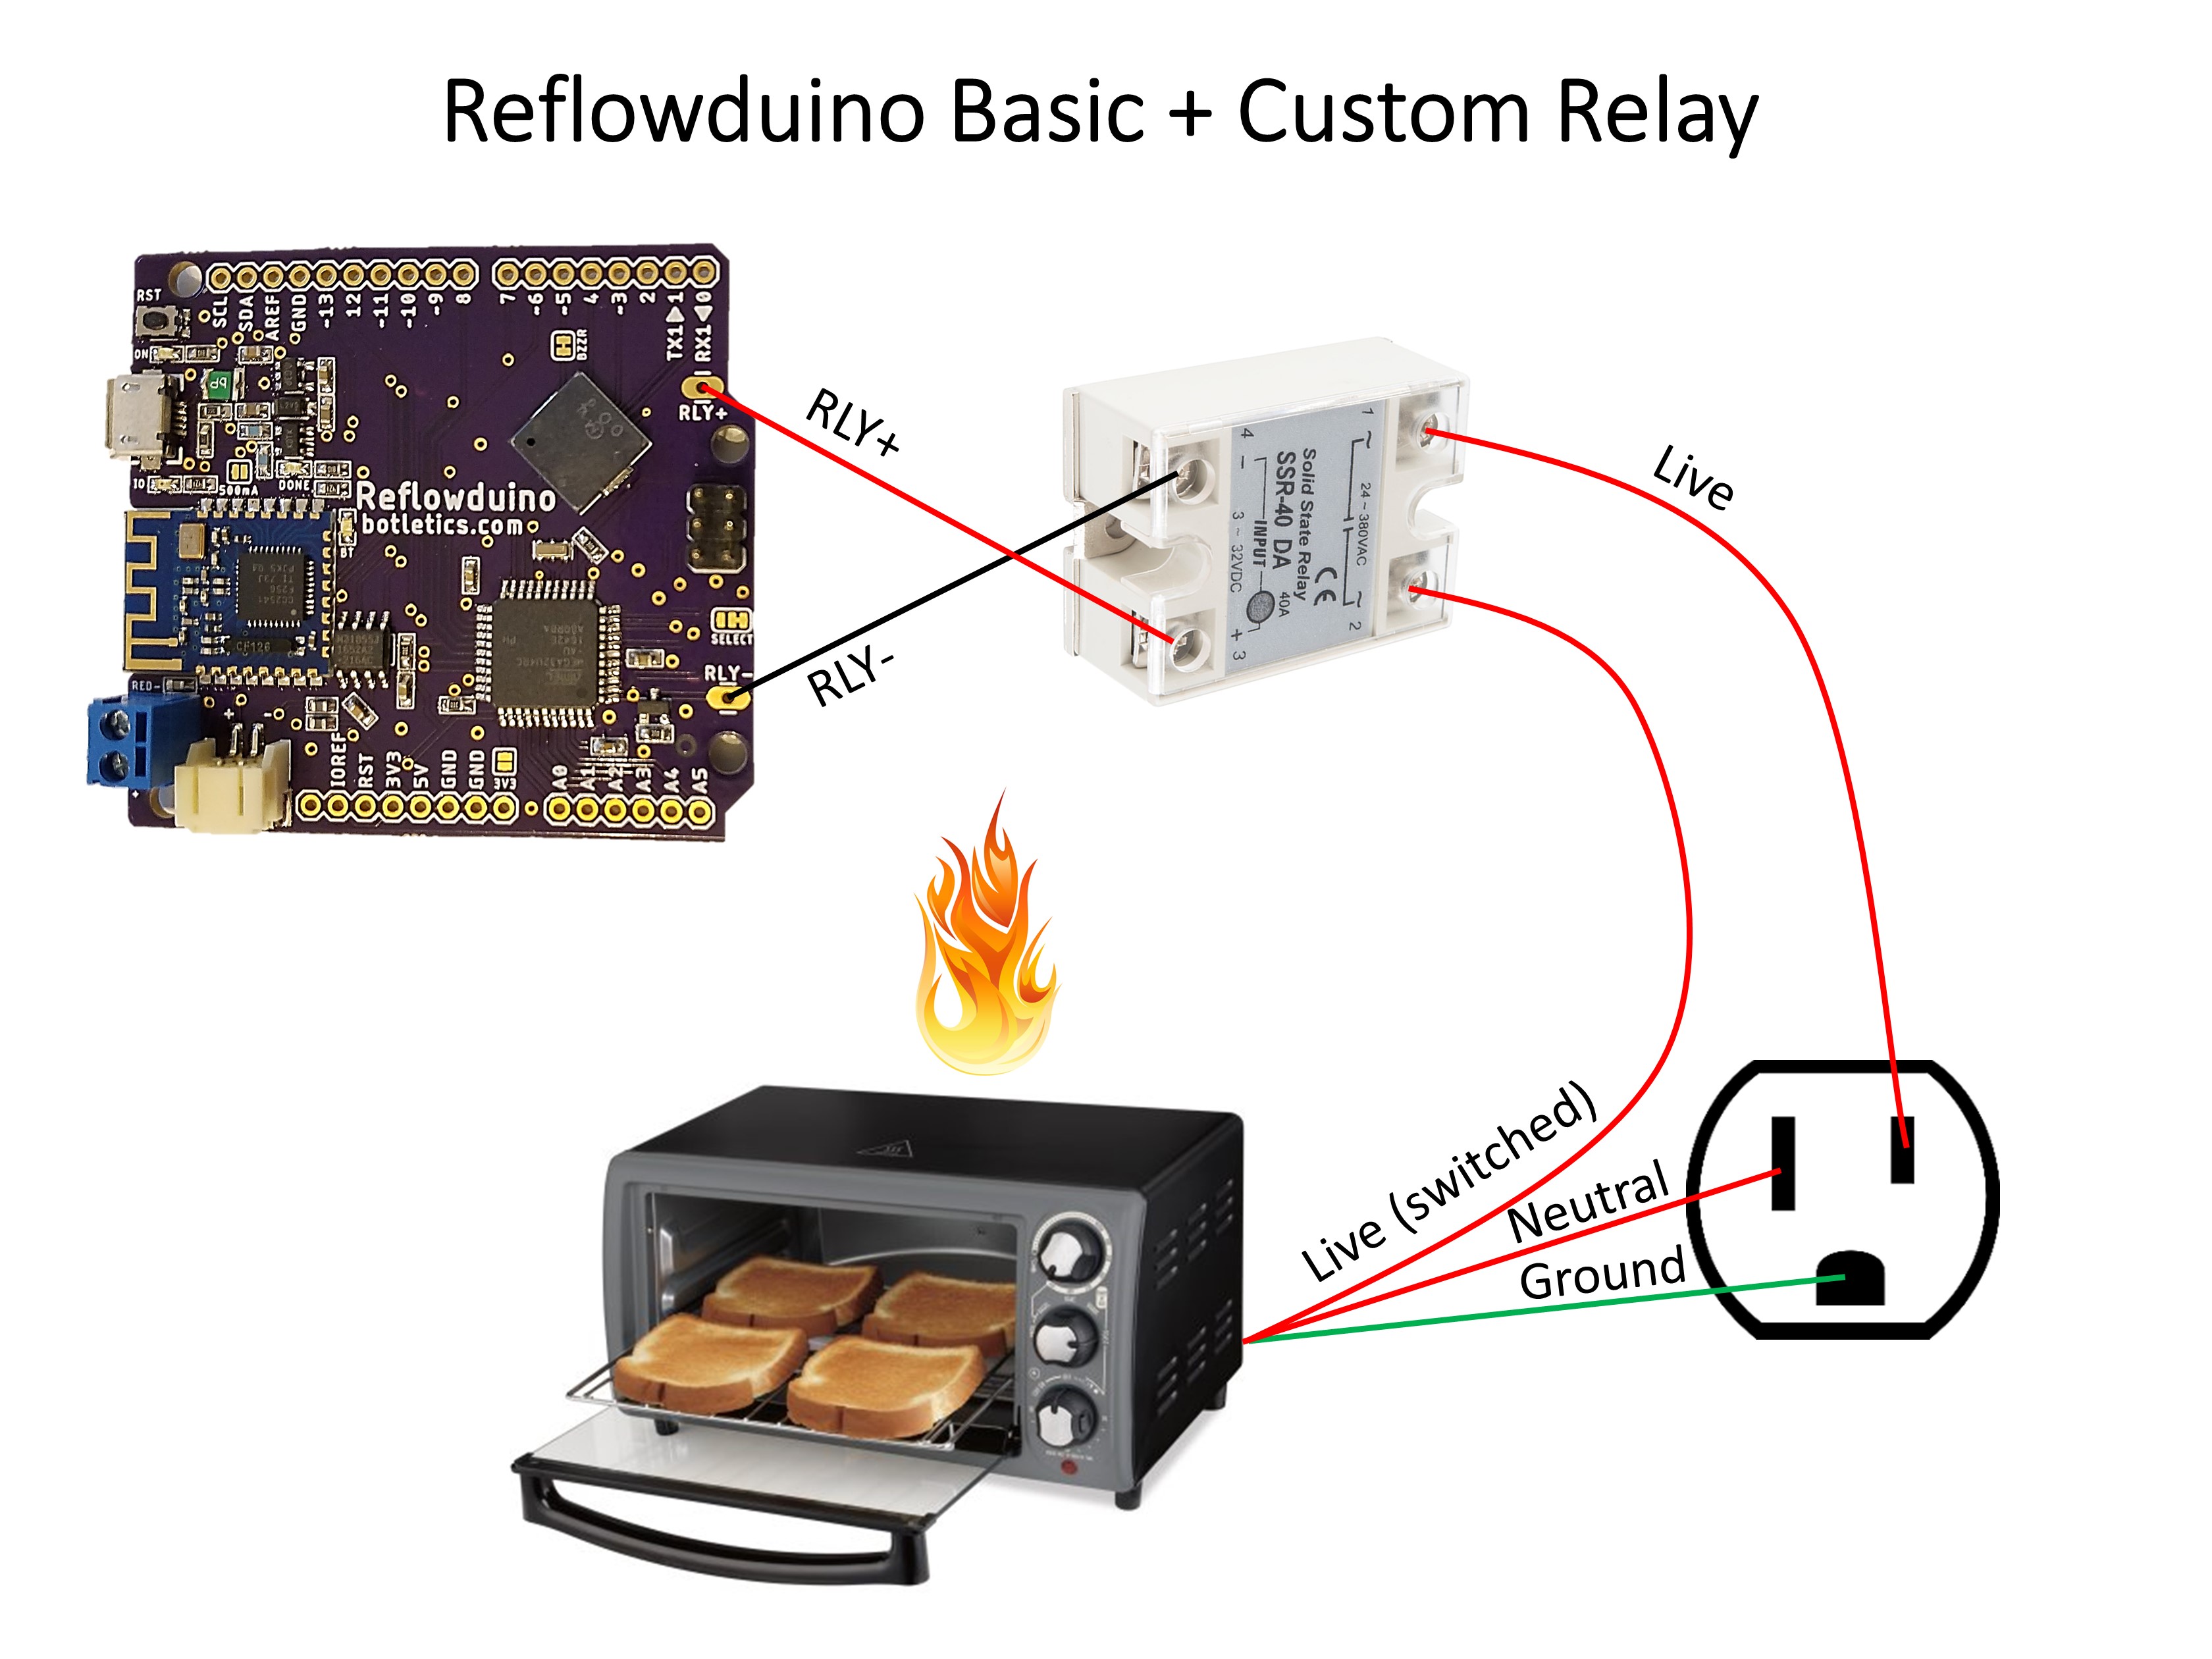 Reflowduino Basic + Custom Relay
RST
SCL
SDA
AREF
GND
~13
12
~11
~10
~9
8
7
~6
~5
4
~3
2
TX1▶1
RX1◀0
BZZR
ON
RLY+
IO
500mA
DONE
Reflowduino
botletics.com
BT
SELECT
RLY-
RED-
+
-
+
IOREF
RST
3V3
5V
GND
GND
3V3
A0
A1
A2
A3
A4
A5
RLY+
RLY-
1 ~ 24~380VAC ~ 2
CE
Solid State Relay
SSR-40 DA 40A
INPUT
4 - 3~32VDC + 3
Live
Live (switched)
Neutral
Ground